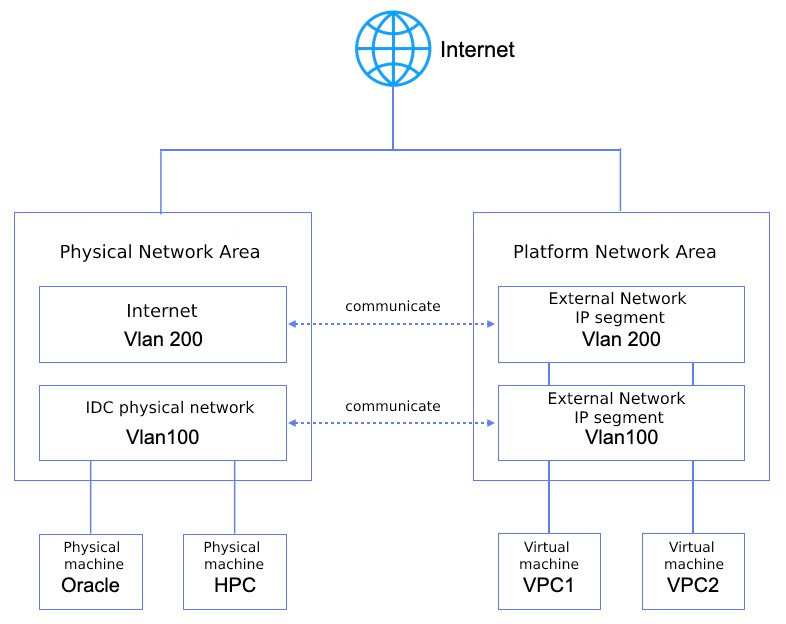 Internet
Physical Network Area
Platform Network Area
Internet
Vlan 200
communicate
External Network
IP segment
Vlan 200
IDC physical network
Vlan100
communicate
External Network
IP segment
Vlan100
Physical
machine
Oracle
Physical
machine
HPC
Virtual
machine
VPC1
Virtual
machine
VPC2